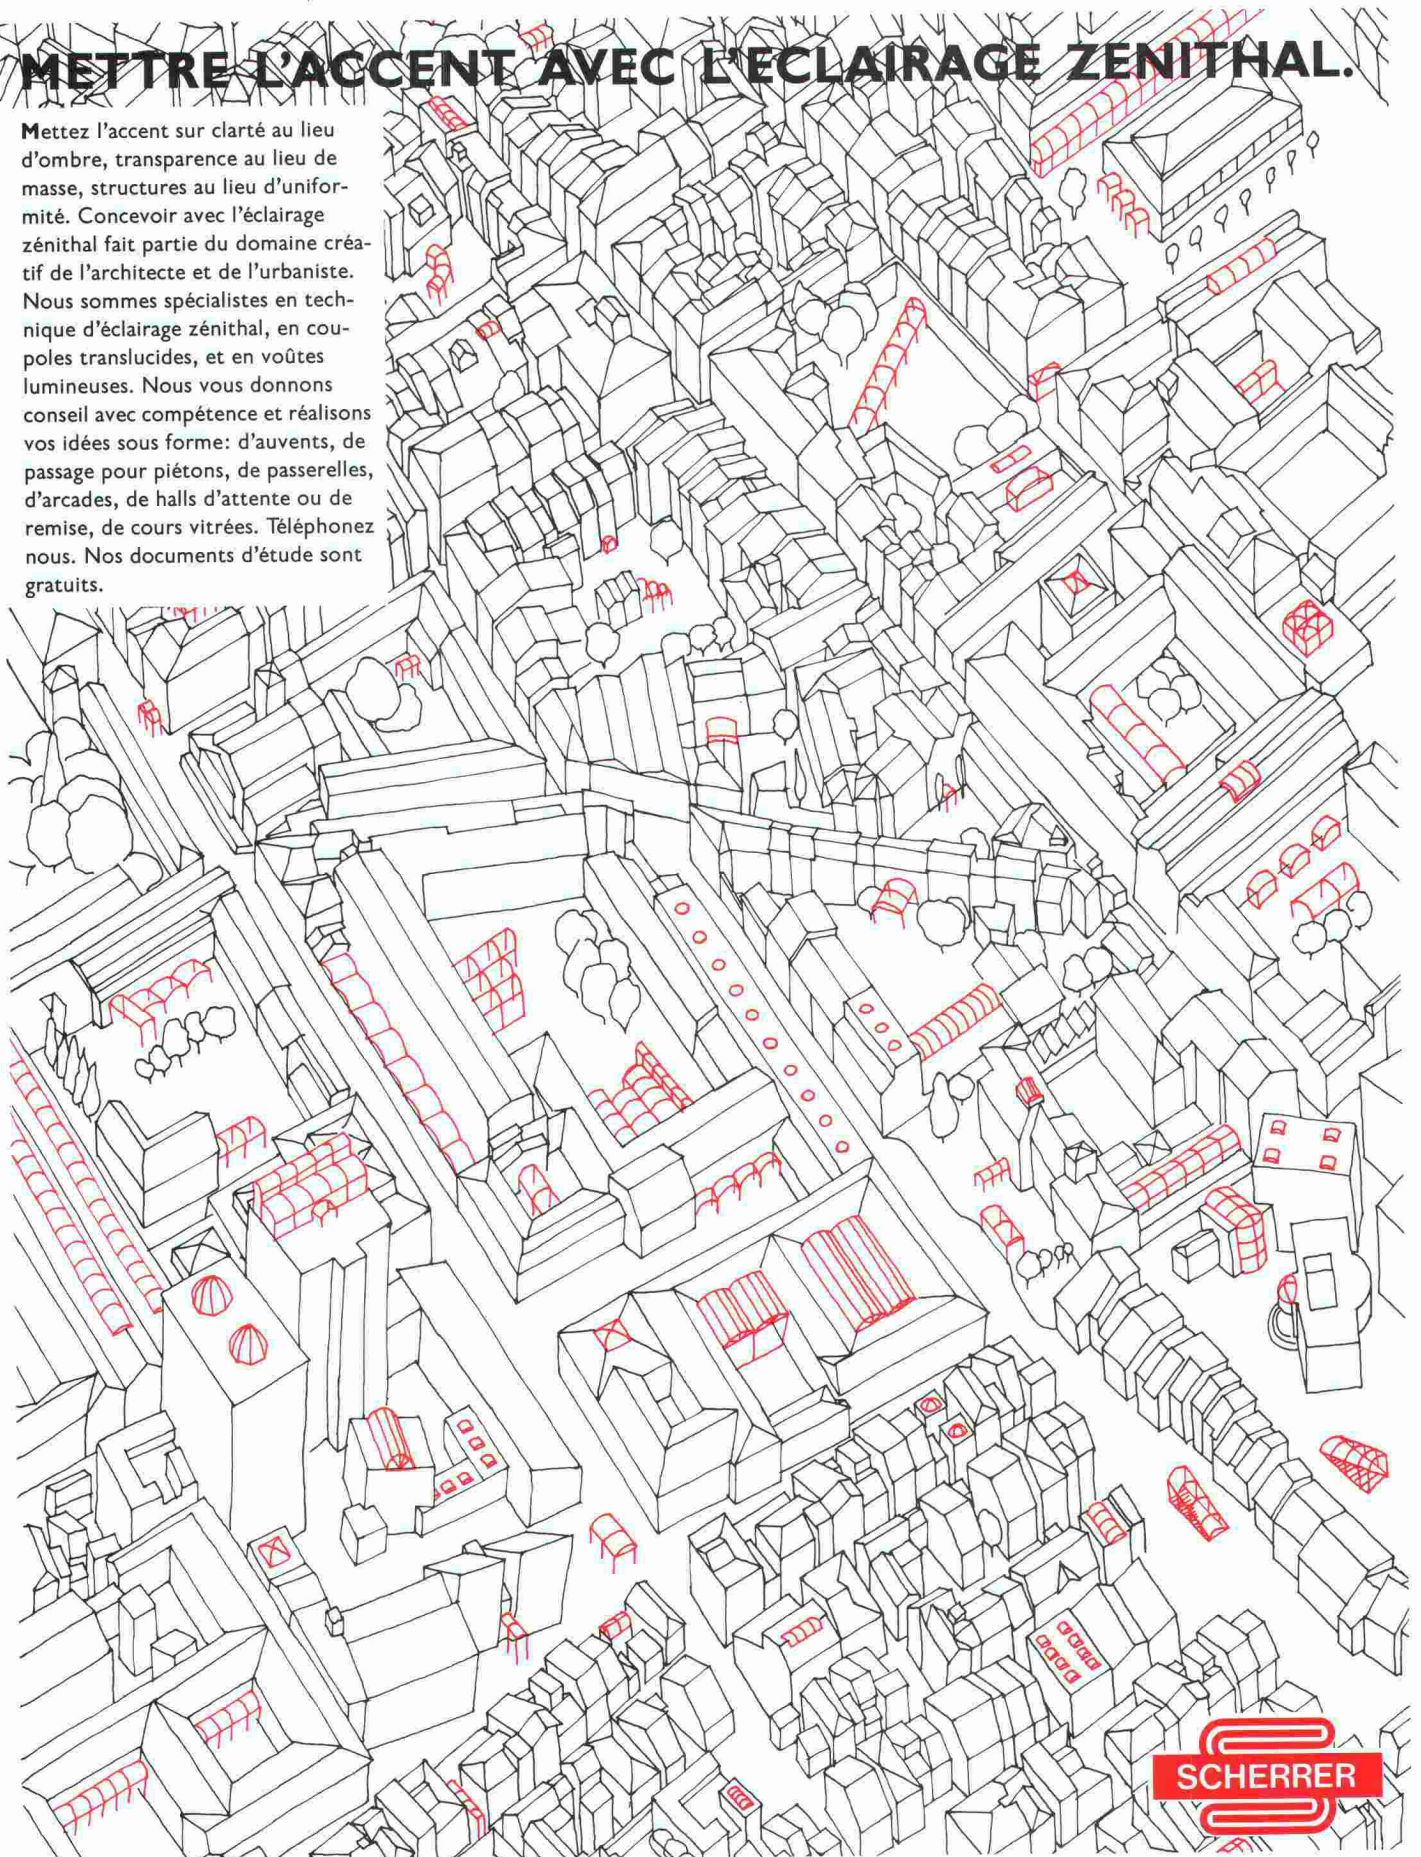 METTRE L'ACCENT AVEC L'ECLAIRAGE ZENITHAL.
Mettez l'accent sur clarté au lieu
d'ombre, transparence au lieu de
masse, structures au lieu d'unifor-
mité. Concevoir avec l'éclairage
zénithal fait partie du domaine créa-
tif de l'architecte et de l'urbaniste.
Nous sommes spécialistes en tech-
nique d'éclairage zénithal, en cou-
poles translucides, et en voûtes
lumineuses. Nous vous donnons
conseil avec compétence et réalisons
vos idées sous forme: d'auvents, de
passage pour piétons, de passerelles,
d'arcades, de halls d'attente ou de
remise, de cours vitrées. Téléphonez
nous. Nos documents d'étude sont
gratuits.
SCHERRER